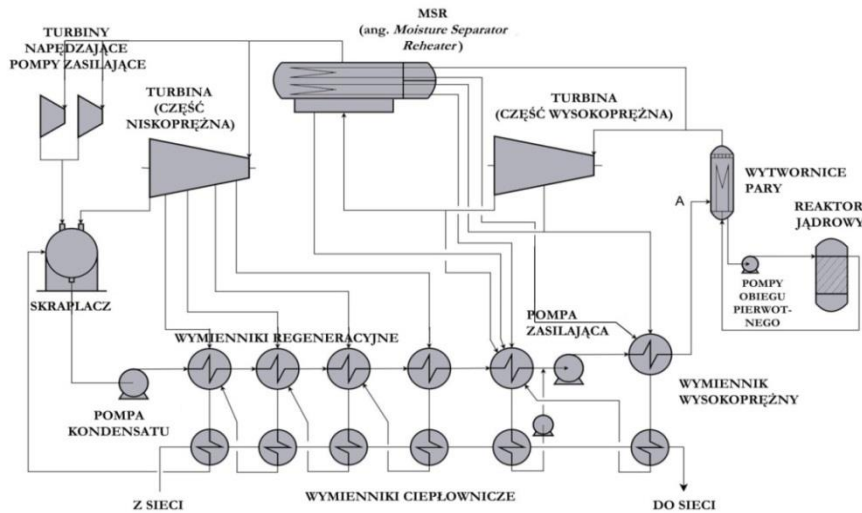 MSR
(ang. Moisture Separator
Reheater)
TURBINY
NAPĘDZAJĄCE
POMPY ZASILAJĄCE
TURBINA
(CZĘŚĆ
NISKOPRĘŻNA)
TURBINA
(CZĘŚĆ WYSOKOPRĘŻNA)
WYTWORNICE
PARY
A
REAKTOR
JĄDROWY
POMPY
OBIEGU
PIERWOT-
NEGO
SKRAPLACZ
WYMIENNIKI REGENERACYJNE
POMPA
ZASILAJĄCA
POMPA
KONDENSATU
WYMIENNIK
WYSOKOPRĘŻNY
Z SIECI
WYMIENNIKI CIEPŁOWNICZE
DO SIECI